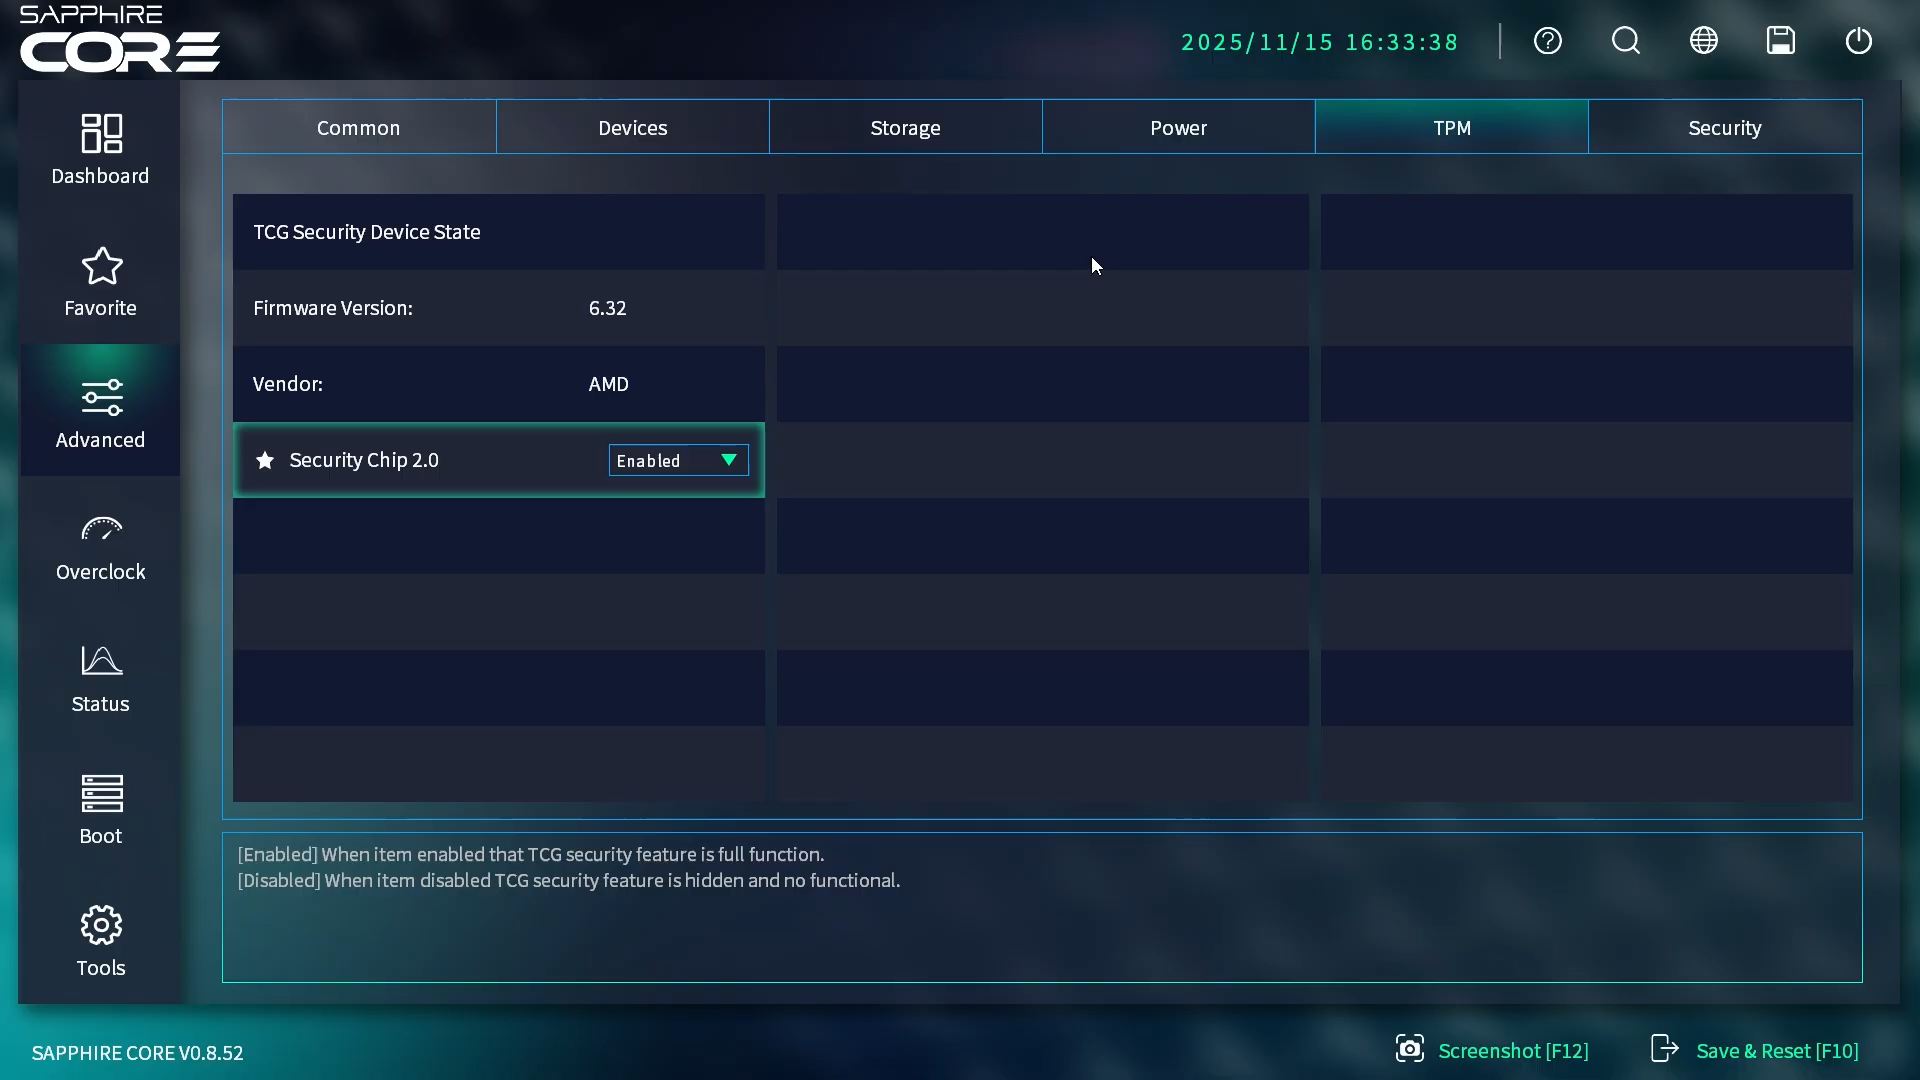 SAPPHIRE
CORE
2025/11/15 16:33:38
Dashboard
Favorite
Advanced
Overclock
Status
Boot
Tools
Common
Devices
Storage
Power
TPM
Security
TCG Security Device State
Firmware Version: 6.32
Vendor: AMD
Security Chip 2.0 Enabled
[Enabled] When item enabled that TCG security feature is full function.
[Disabled] When item disabled TCG security feature is hidden and no functional.
SAPPHIRE CORE V0.8.52
Screenshot [F12]
Save & Reset [F10]